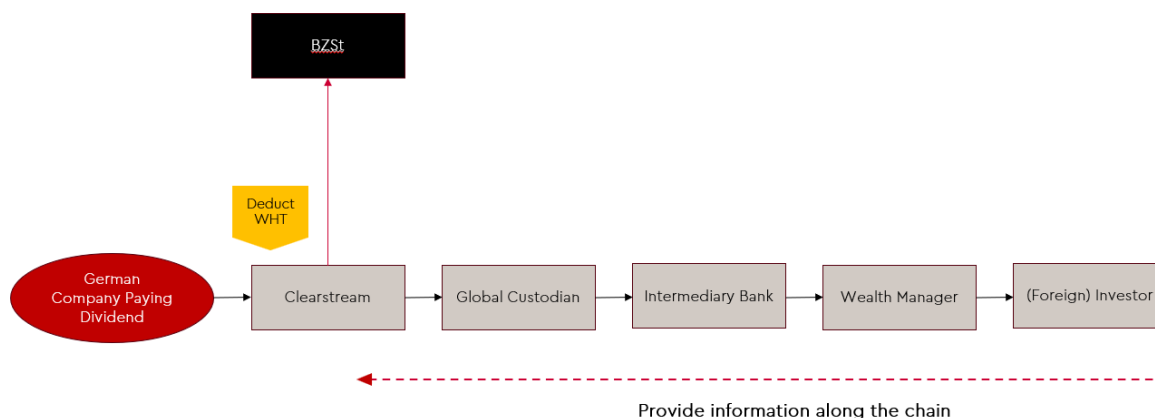 BZSt
Deduct
WHT
German
Company Paying
Dividend
Clearstream
Global Custodian
Intermediary Bank
Wealth Manager
(Foreign) Investor
Provide information along the chain